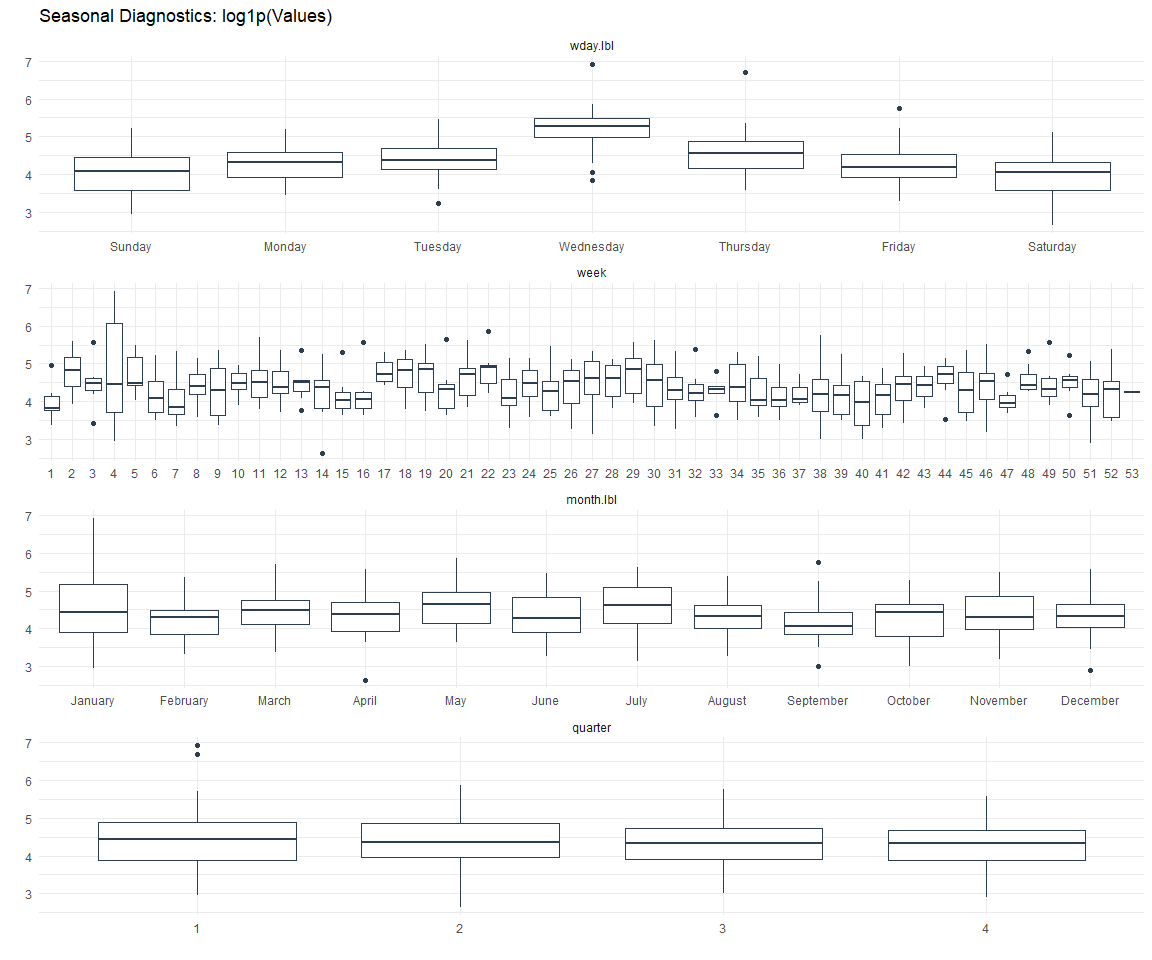 Seasonal Diagnostics: log1p(Values)
wday.lbl
7
6
5
4
3
Sunday Monday Tuesday Wednesday Thursday Friday Saturday
week
7
6
5
4
3
1 2 3 4 5 6 7 8 9 10 11 12 13 14 15 16 17 18 19 20 21 22 23 24 25 26 27 28 29 30 31 32 33 34 35 36 37 38 39 40 41 42 43 44 45 46 47 48 49 50 51 52 53
month.lbl
7
6
5
4
3
January February March April May June July August September October November December
quarter
7
6
5
4
3
1 2 3 4